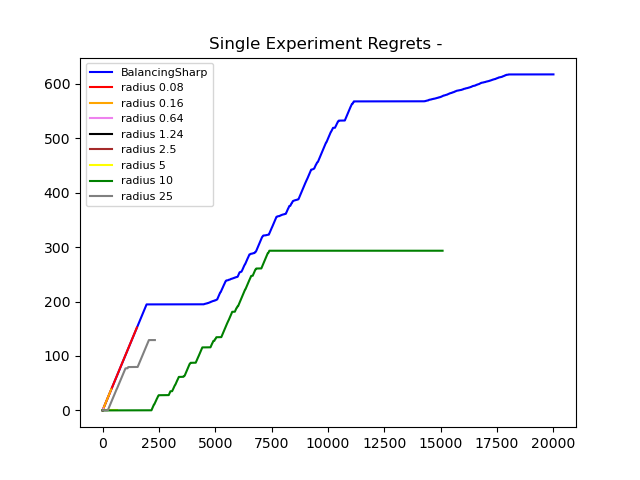 Single Experiment Regrets -
BalancingSharp
radius 0.08
radius 0.16
radius 0.64
radius 1.24
radius 2.5
radius 5
radius 10
radius 25
600
500
400
300
200
100
0
0 2500 5000 7500 10000 12500 15000 17500 20000